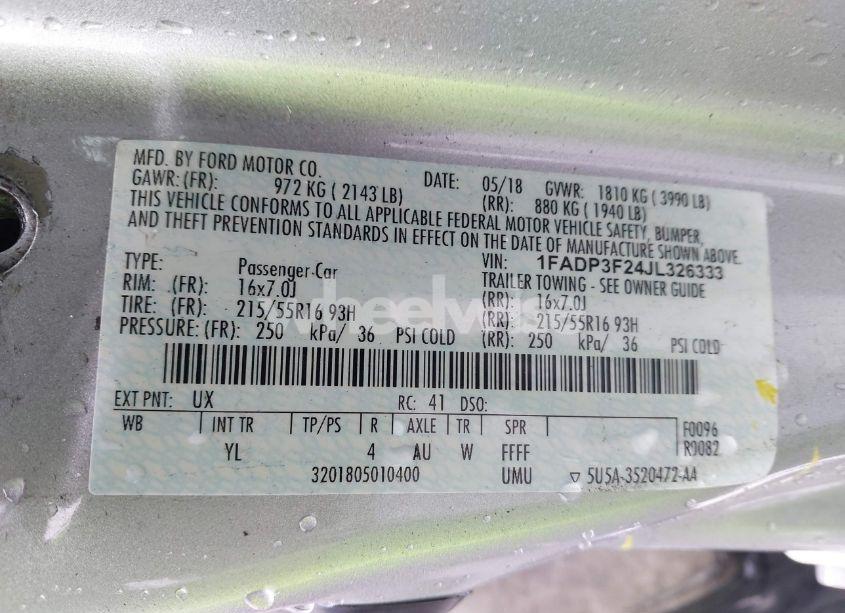 MFD. BY FORD MOTOR CO. DATE: 05/18 GVWR: 1810 KG ( 3990 LB)
GAWR: (FR): 972 KG ( 2143 LB) (RR): 880 KG ( 1940 LB)
THIS VEHICLE CONFORMS TO ALL APPLICABLE FEDERAL MOTOR VEHICLE SAFETY, BUMPER,
AND THEFT PREVENTION STANDARDS IN EFFECT ON THE DATE OF MANUFACTURE SHOWN ABOVE.
VIN: 1FADP3F24JL326333
TYPE: Passenger Car TRAILER TOWING - SEE OWNER GUIDE
RIM: (FR): 16x7.0J (RR): 16x7.0J
TIRE: (FR): 215/55R16 93H (RR): 215/55R16 93H
PRESSURE: (FR): 250 kPa/ 36 PSI COLD (RR): 250 kPa/ 36 PSI COLD
EXT PNT: UX RC: 41 DSO:
WB INT TR TP/PS R AXLE TR SPR F0096
YL 4 AU W FFFF R0082
3201805010400 UMU ▽ 5U5A-3520472-AA